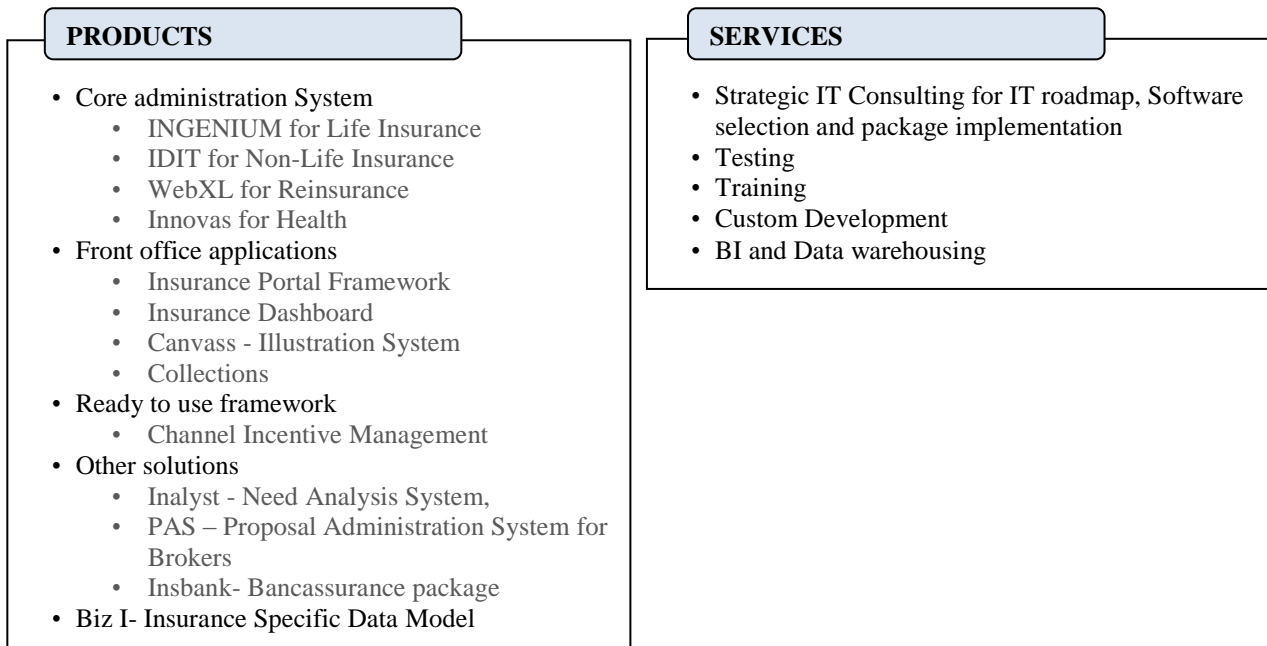 PRODUCTS
• Core administration System
• INGENIUM for Life Insurance
• IDIT for Non-Life Insurance
• WebXL for Reinsurance
• Innovas for Health
• Front office applications
• Insurance Portal Framework
• Insurance Dashboard
• Canvass - Illustration System
• Collections
• Ready to use framework
• Channel Incentive Management
• Other solutions
• Inalyst - Need Analysis System,
• PAS – Proposal Administration System for
Brokers
• Insbank- Bancassurance package
• Biz I- Insurance Specific Data Model
SERVICES
• Strategic IT Consulting for IT roadmap, Software
selection and package implementation
• Testing
• Training
• Custom Development
• BI and Data warehousing